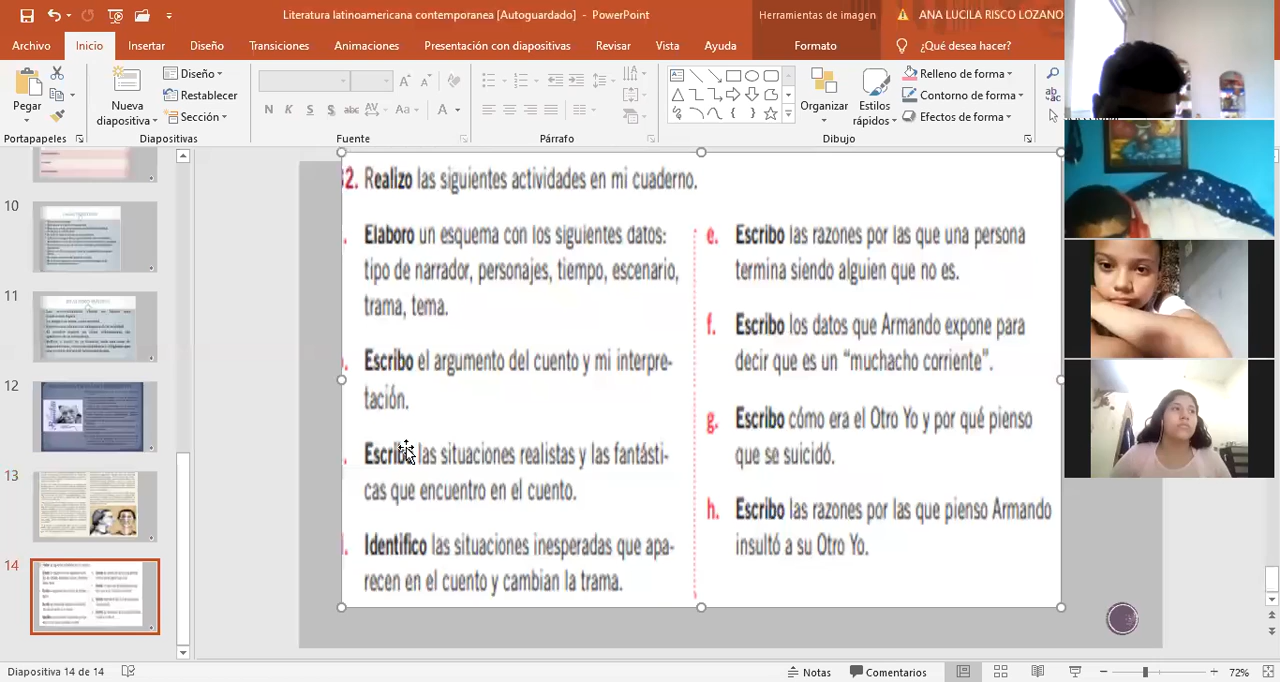 Literatura latinoamericana contemporanea [Autoguardado] - PowerPoint
Herramientas de imagen
ANA LUCILA RISCO LOZANO
Archivo Inicio Insertar Diseño Transiciones Animaciones Presentación con diapositivas Revisar Vista Ayuda Formato ¿Qué desea hacer?
Pegar
Nueva diapositiva
Diseño
Restablecer
Sección
N K S S abc AV Aa A
Organizar
Estilos rápidos
Relleno de forma
Contorno de forma
Efectos de forma
Portapapeles Diapositivas Fuente Párrafo Dibujo
10
11
12
13
14
2. Realizo las siguientes actividades en mi cuaderno.
Elaboro un esquema con los siguientes datos:
tipo de narrador, personajes, tiempo, escenario,
trama, tema.
Escribo el argumento del cuento y mi interpre-
tación.
Escribo las situaciones realistas y las fantásti-
cas que encuentro en el cuento.
Identifico las situaciones inesperadas que apa-
recen en el cuento y cambian la trama.
e. Escribo las razones por las que una persona
termina siendo alguien que no es.
f. Escribo los datos que Armando expone para
decir que es un “muchacho corriente”.
g. Escribo cómo era el Otro Yo y por qué pienso
que se suicidó.
h. Escribo las razones por las que pienso Armando
insultó a su Otro Yo.
Diapositiva 14 de 14
Notas Comentarios
72%